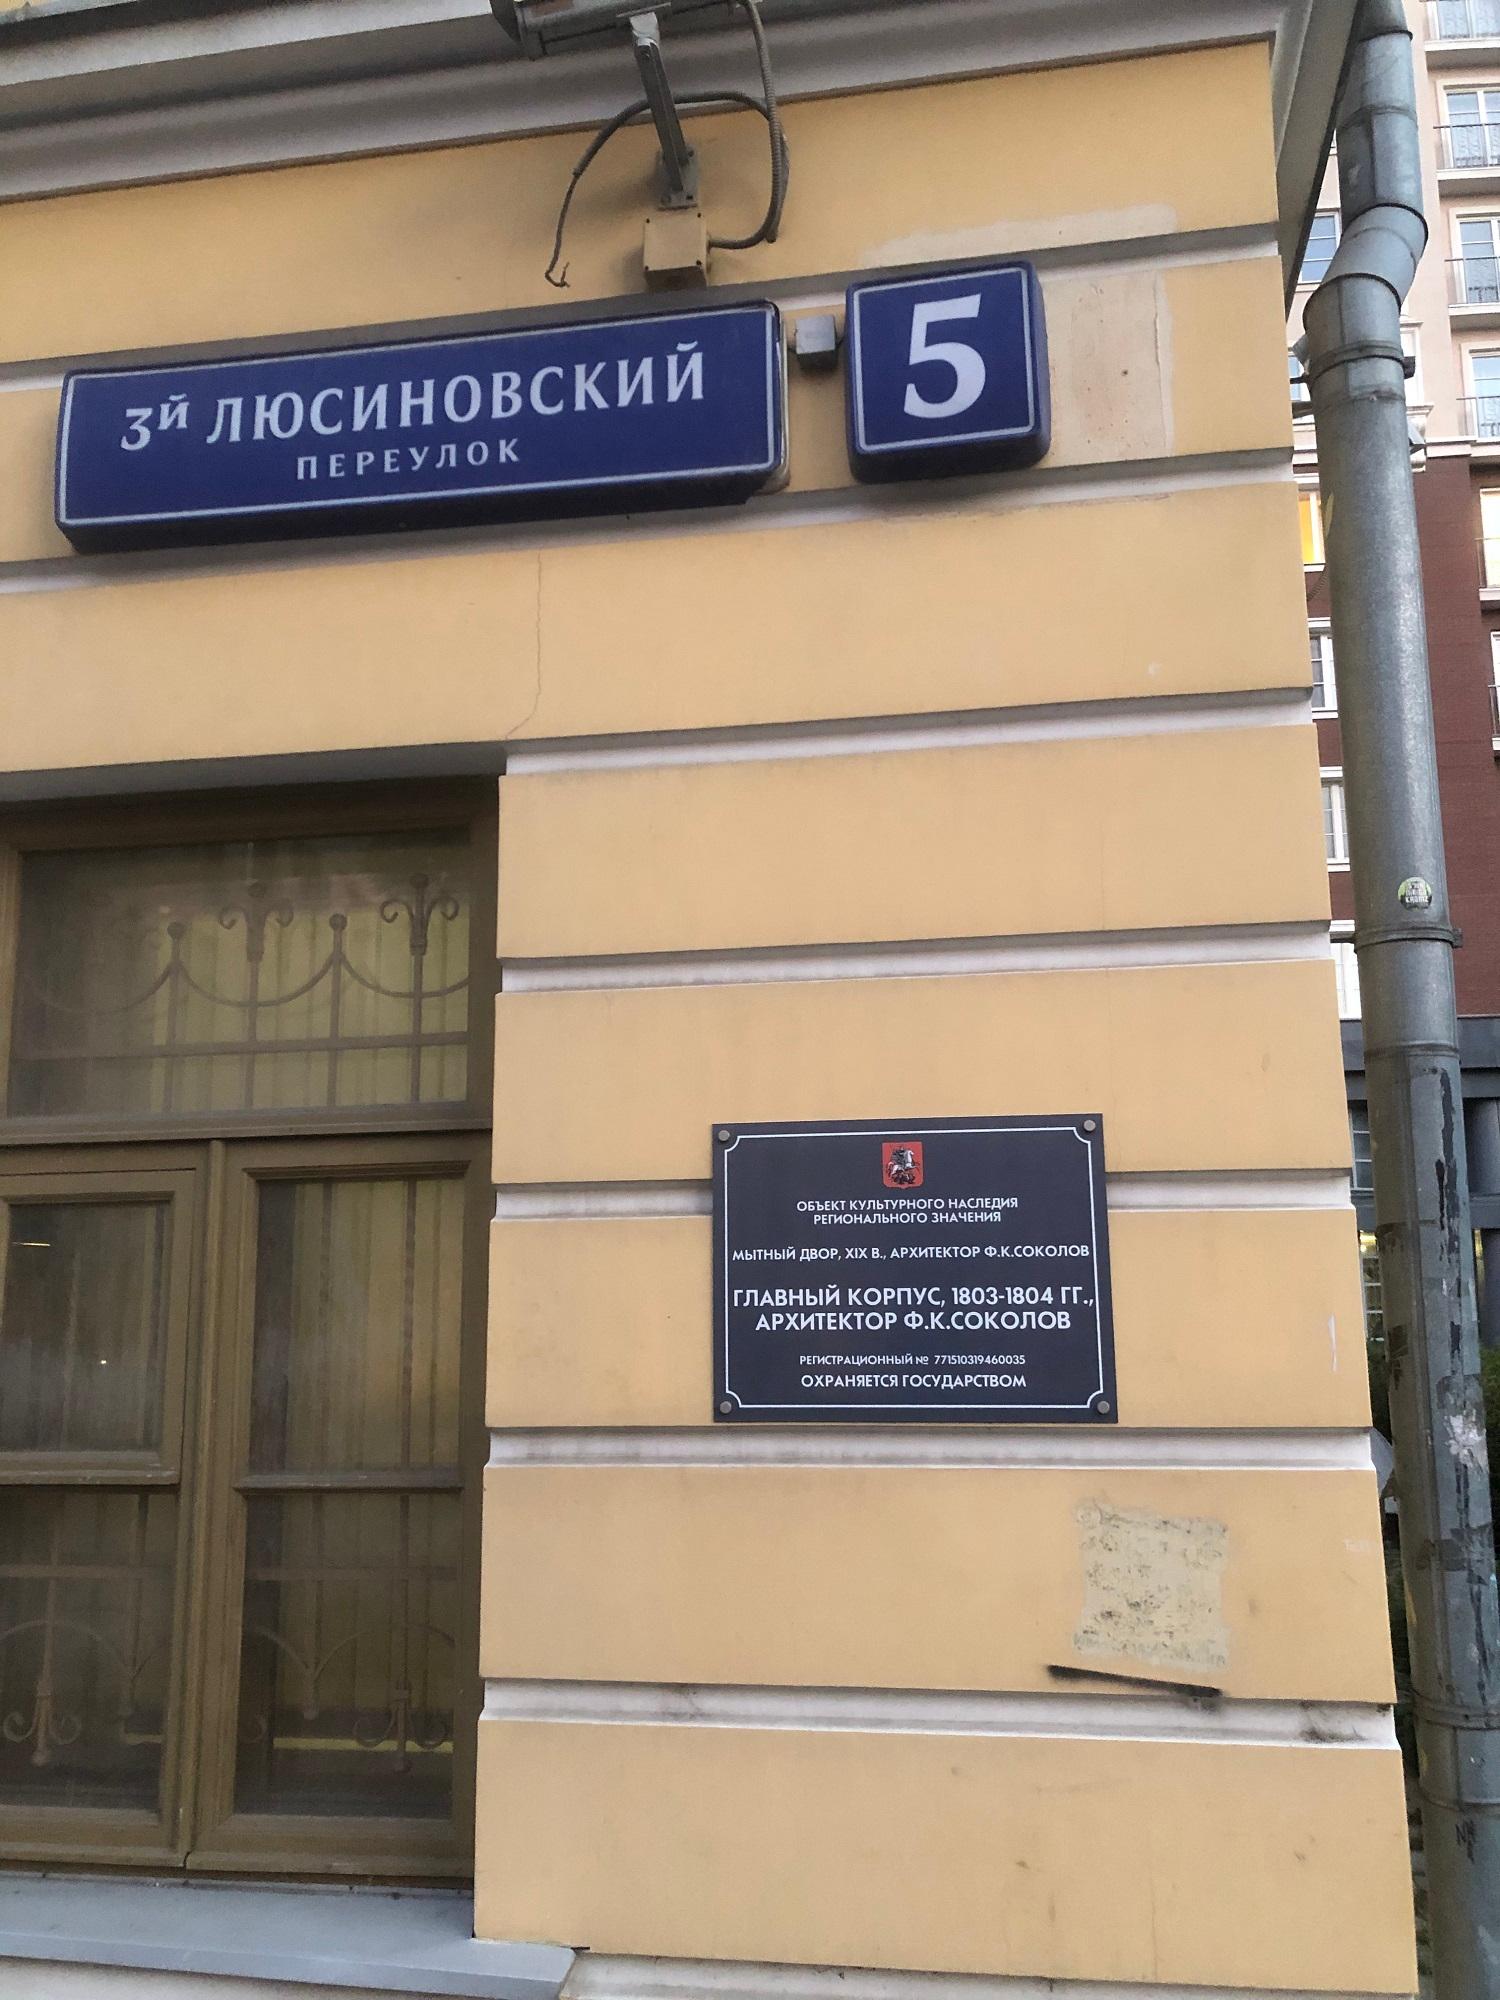 3й ЛЮСИНОВСКИЙ
ПЕРЕУЛОК
5
ОБЪЕКТ КУЛЬТУРНОГО НАСЛЕДИЯ
РЕГИОНАЛЬНОГО ЗНАЧЕНИЯ
МЫТНЫЙ ДВОР, XIX В., АРХИТЕКТОР Ф.К.СОКОЛОВ
ГЛАВНЫЙ КОРПУС, 1803-1804 ГГ.,
АРХИТЕКТОР Ф.К.СОКОЛОВ
РЕГИСТРАЦИОННЫЙ № 771510319460035
ОХРАНЯЕТСЯ ГОСУДАРСТВОМ